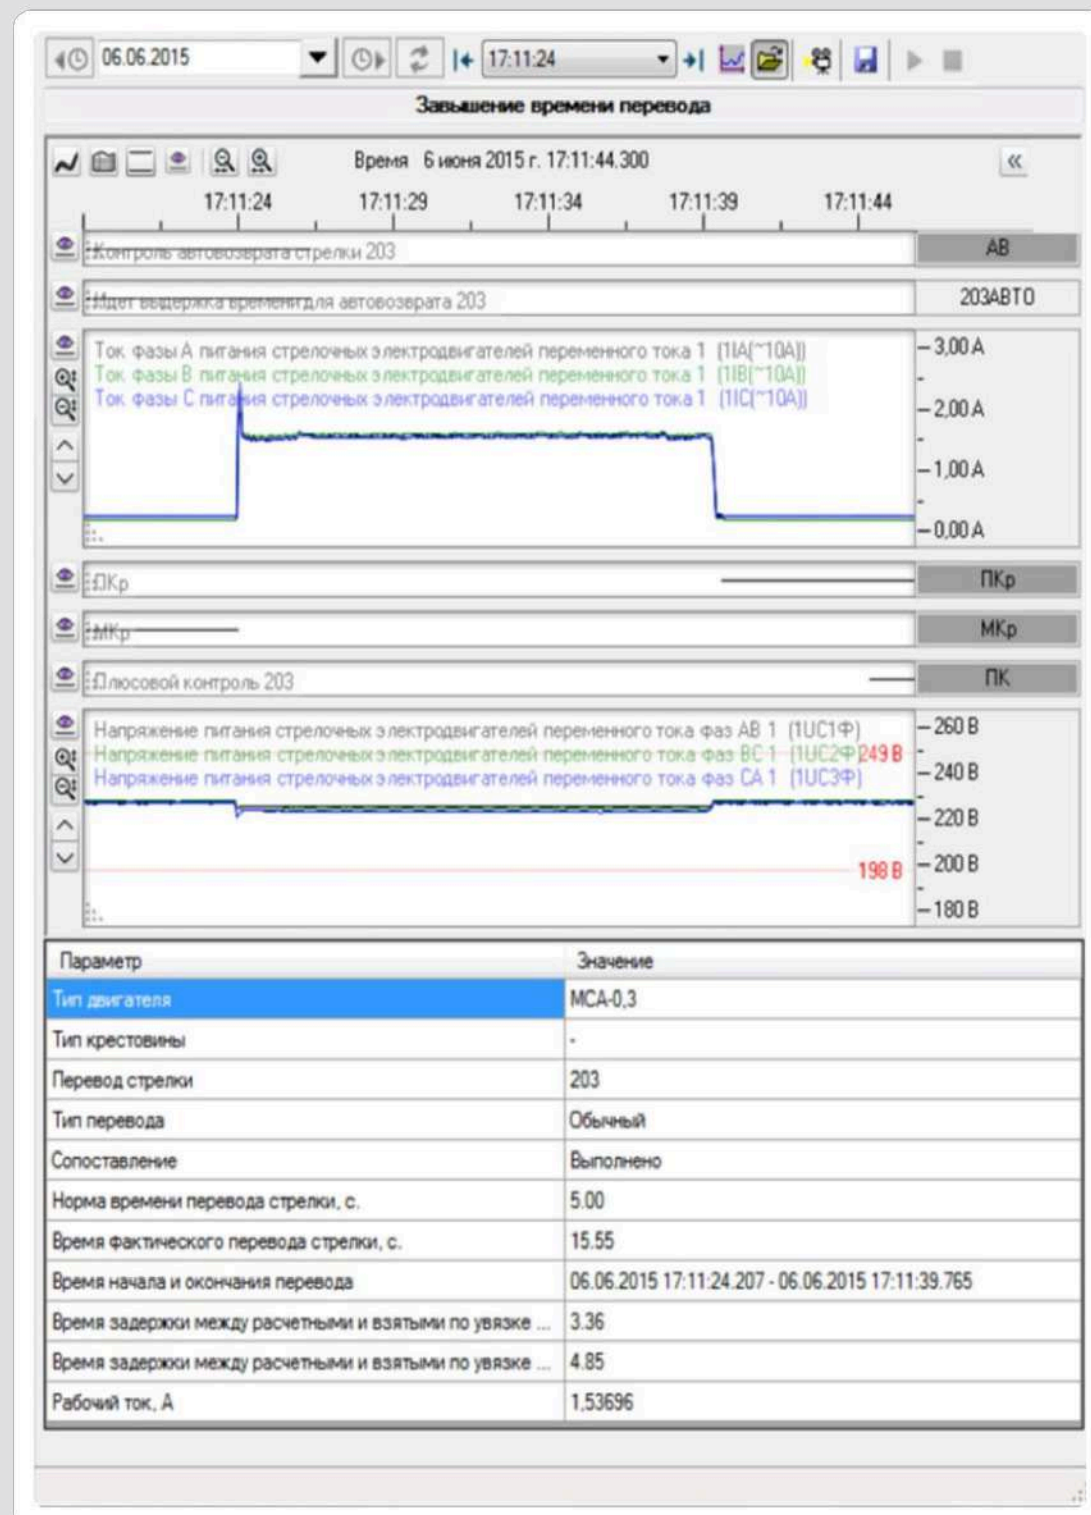 06.06.2015 17:11:24
Завышение времени перевода
Время 6 июня 2015 г. 17:11:44.300
17:11:24 17:11:29 17:11:34 17:11:39 17:11:44
Контроль автовозврата стрелки 203 АВ
Идет выдержка времени для автовозврата 203 203АВТО
Ток фазы А питания стрелочных электродвигателей переменного тока 1 (1IA(~10A))
Ток фазы В питания стрелочных электродвигателей переменного тока 1 (1IB(~10A))
Ток фазы С питания стрелочных электродвигателей переменного тока 1 (1IC(~10A))
3,00 А
2,00 А
1,00 А
0,00 А
ПКр ПКр
МКр МКр
Плюсовой контроль 203 ПК
Напряжение питания стрелочных электродвигателей переменного тока фаз АВ 1 (1UC1Ф)
Напряжение питания стрелочных электродвигателей переменного тока фаз ВС 1 (1UC2Ф) 249 В
Напряжение питания стрелочных электродвигателей переменного тока фаз СА 1 (1UC3Ф)
260 В
240 В
220 В
198 В 200 В
180 В
Параметр Значение
Тип двигателя МСА-0,3
Тип крестовины -
Перевод стрелки 203
Тип перевода Обычный
Сопоставление Выполнено
Норма времени перевода стрелки, с. 5.00
Время фактического перевода стрелки, с. 15.55
Время начала и окончания перевода 06.06.2015 17:11:24.207 - 06.06.2015 17:11:39.765
Время задержки между расчетными и взятыми по увязке ... 3.36
Время задержки между расчетными и взятыми по увязке ... 4.85
Рабочий ток, А 1,53696